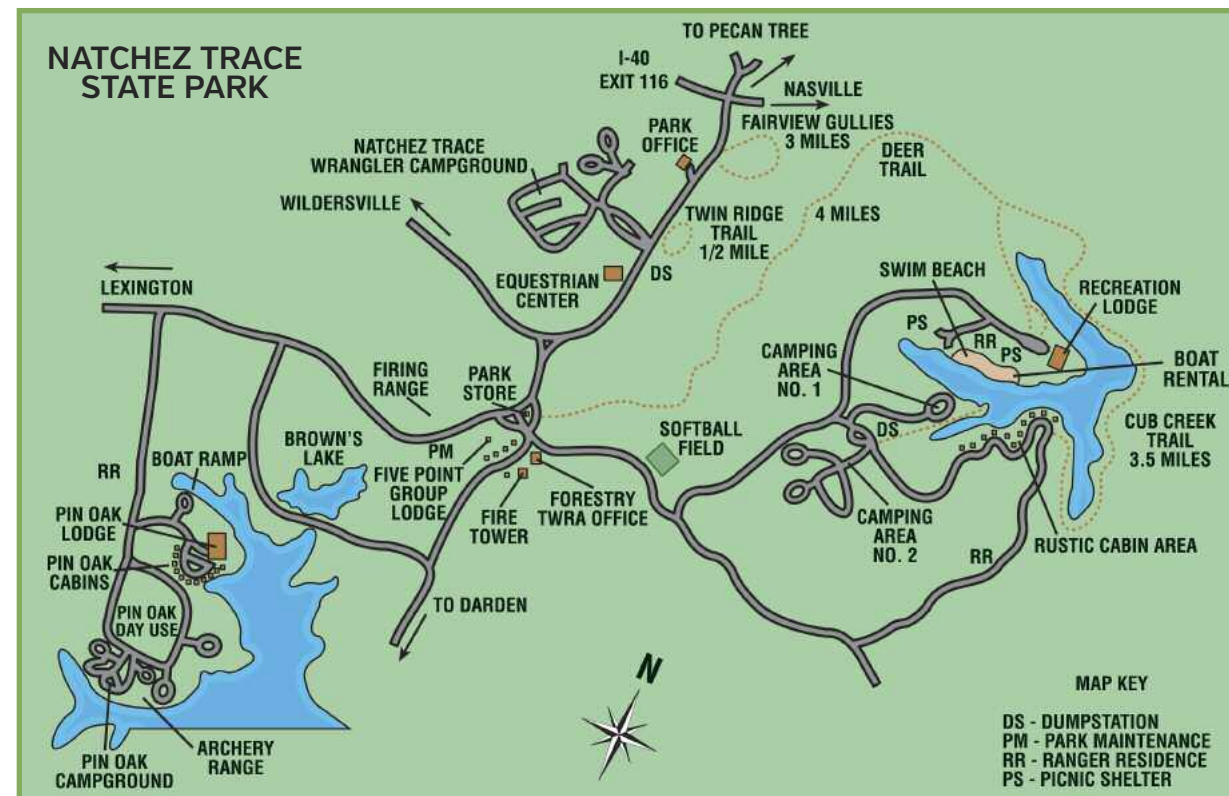 NATCHEZ TRACE
STATE PARK
TO PECAN TREE
I-40
EXIT 116
NASVILLE
FAIRVIEW GULLIES
3 MILES
PARK
OFFICE
DEER
TRAIL
NATCHEZ TRACE
WRANGLER CAMPGROUND
WILDERSVILLE
4 MILES
TWIN RIDGE
TRAIL
1/2 MILE
DS
EQUESTRIAN
CENTER
LEXINGTON
SWIM BEACH
RECREATION
LODGE
PS
RR
PS
BOAT
RENTAL
CAMPING
AREA
NO. 1
FIRING
RANGE
PARK
STORE
DS
CUB CREEK
TRAIL
3.5 MILES
SOFTBALL
FIELD
PM
BROWN'S
LAKE
FIVE POINT
GROUP
LODGE
RR
BOAT RAMP
FIRE
TOWER
FORESTRY
TWRA OFFICE
CAMPING
AREA
NO. 2
RR
RUSTIC CABIN AREA
PIN OAK
LODGE
PIN OAK
CABINS
PIN OAK
DAY USE
TO DARDEN
N
ARCHERY
RANGE
PIN OAK
CAMPGROUND
MAP KEY
DS - DUMPSTATION
PM - PARK MAINTENANCE
RR - RANGER RESIDENCE
PS - PICNIC SHELTER